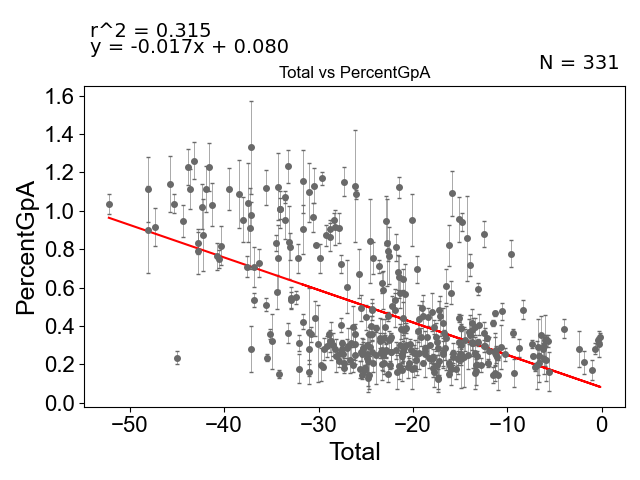 r^2 = 0.315
y = -0.017x + 0.080
N = 331
Total vs PercentGpA
1.6
1.4
1.2
1.0
0.8
0.6
0.4
0.2
0.0
PercentGpA
−50
−40
−30
−20
−10
0
Total